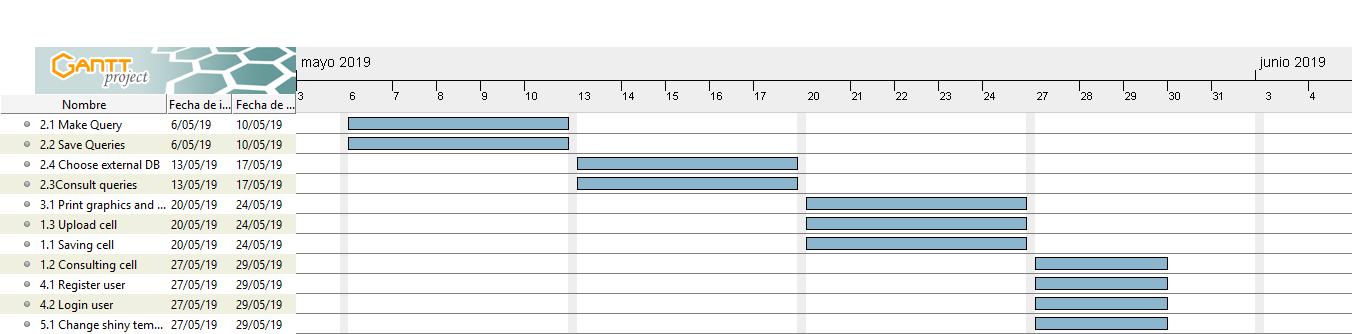 GANTT
project
mayo 2019
junio 2019
3 6 7 8 9 10 13 14 15 16 17 20 21 22 23 24 27 28 29 30 31 3 4
Nombre Fecha de i... Fecha de ...
2.1 Make Query 6/05/19 10/05/19
2.2 Save Queries 6/05/19 10/05/19
2.4 Choose external DB 13/05/19 17/05/19
2.3Consult queries 13/05/19 17/05/19
3.1 Print graphics and ... 20/05/19 24/05/19
1.3 Upload cell 20/05/19 24/05/19
1.1 Saving cell 20/05/19 24/05/19
1.2 Consulting cell 27/05/19 29/05/19
4.1 Register user 27/05/19 29/05/19
4.2 Login user 27/05/19 29/05/19
5.1 Change shiny tem... 27/05/19 29/05/19